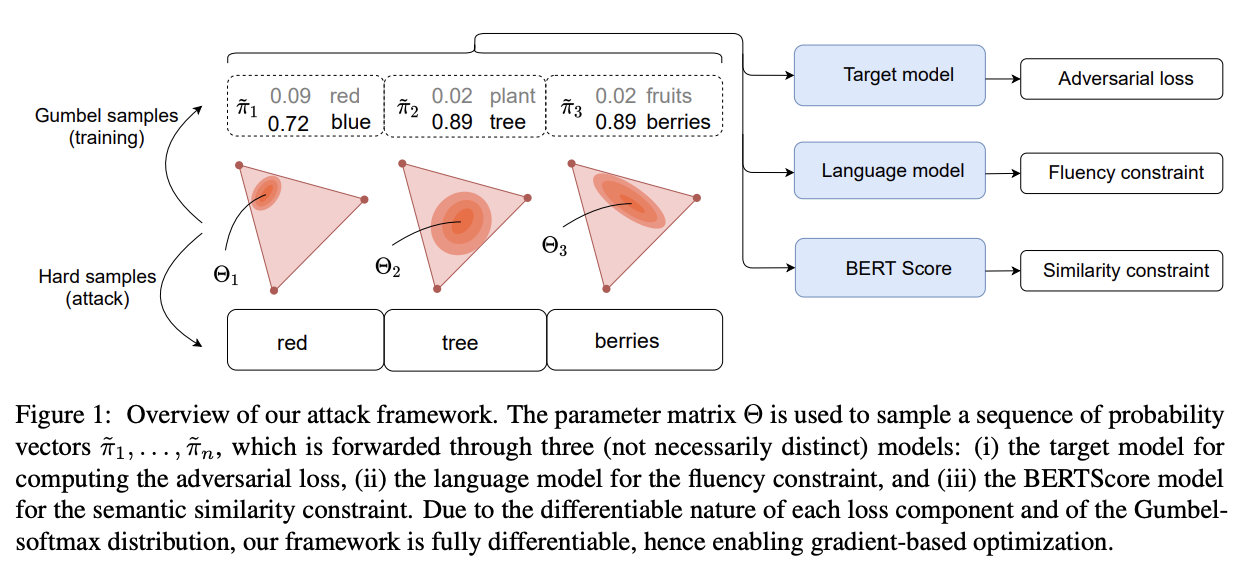 Gumbel samples
(training)
π̃₁ 0.09 red
0.72 blue
π̃₂ 0.02 plant
0.89 tree
π̃₃ 0.02 fruits
0.89 berries
Target model
Adversarial loss
Language model
Fluency constraint
BERT Score
Similarity constraint
Θ₁
Θ₂
Θ₃
Hard samples
(attack)
red
tree
berries
Figure 1: Overview of our attack framework. The parameter matrix Θ is used to sample a sequence of probability
vectors π̃₁, . . . , π̃ₙ, which is forwarded through three (not necessarily distinct) models: (i) the target model for
computing the adversarial loss, (ii) the language model for the fluency constraint, and (iii) the BERTScore model
for the semantic similarity constraint. Due to the differentiable nature of each loss component and of the Gumbel-
softmax distribution, our framework is fully differentiable, hence enabling gradient-based optimization.